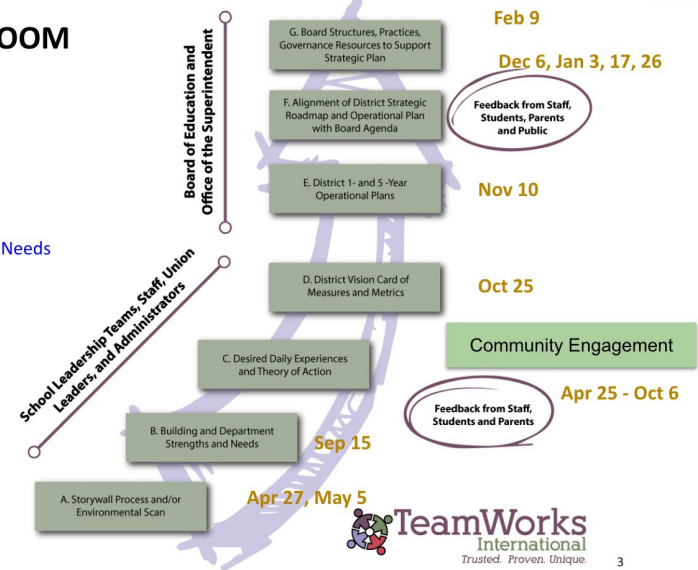 OOM
Feb 9
G. Board Structures, Practices,
Governance Resources to Support
Strategic Plan
Dec 6, Jan 3, 17, 26
Board of Education and
Office of the Superintendent
F. Alignment of District Strategic
Roadmap and Operational Plan
with Board Agenda
Feedback from Staff,
Students, Parents
and Public
E. District 1- and 5 -Year
Operational Plans
Nov 10
Needs
School Leadership Teams, Staff, Union
Leaders, and Administrators
D. District Vision Card of
Measures and Metrics
Oct 25
Community Engagement
C. Desired Daily Experiences
and Theory of Action
Apr 25 - Oct 6
Feedback from Staff,
Students and Parents
B. Building and Department
Strengths and Needs
Sep 15
A. Storywall Process and/or
Environmental Scan
Apr 27, May 5
TeamWorks
International
Trusted. Proven. Unique.
3